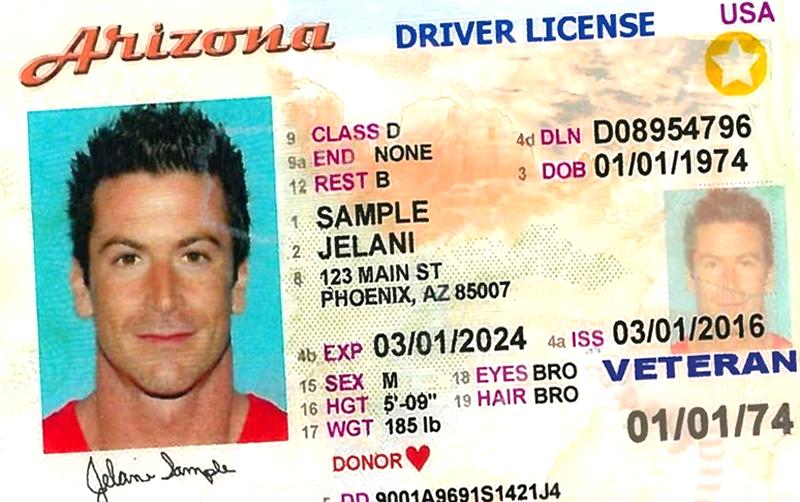 Arizona DRIVER LICENSE USA
9 CLASS D
9a END NONE
12 REST B
4d DLN D08954796
3 DOB 01/01/1974
1 SAMPLE
2 JELANI
8 123 MAIN ST
PHOENIX, AZ 85007
4b EXP 03/01/2024 4a ISS 03/01/2016
15 SEX M 18 EYES BRO
16 HGT 5'-09" 19 HAIR BRO
17 WGT 185 lb
VETERAN
01/01/74
DONOR
Jelani Sample
5 DD 9001A9691S1421J4